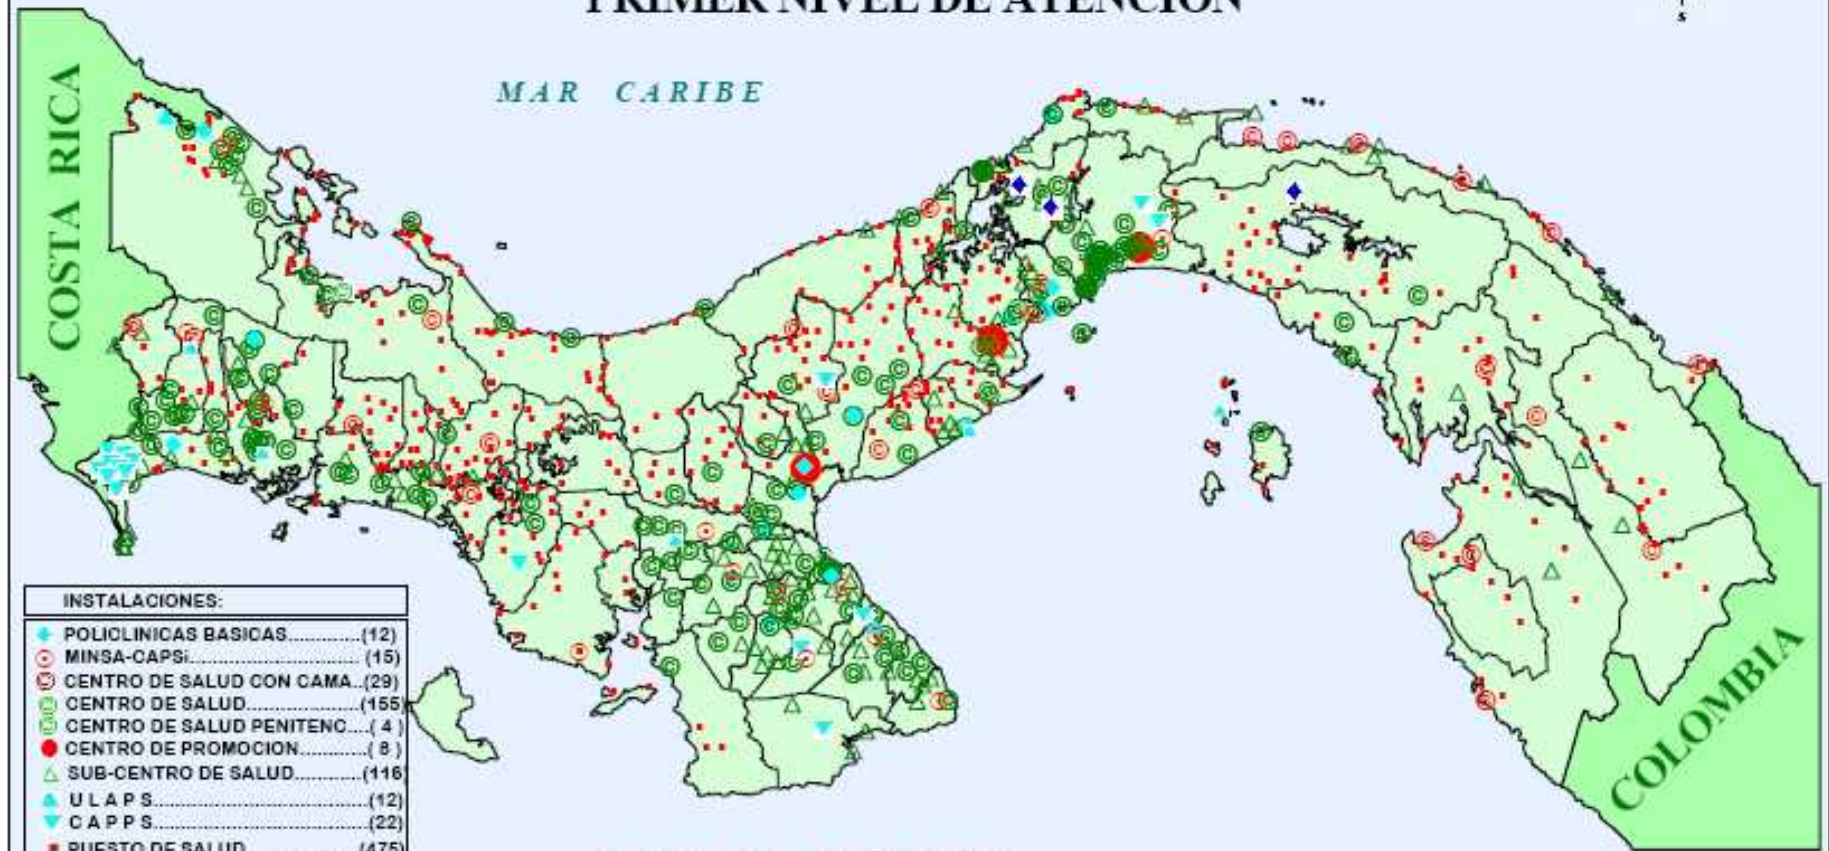 PRIMER NIVEL DE ATENCION
S
MAR CARIBE
COSTA RICA
COLOMBIA
INSTALACIONES:
POLICLINICAS BASICAS.............(12)
MINSA-CAPSi.............................. (15)
CENTRO DE SALUD CON CAMA..(29)
CENTRO DE SALUD.....................(155)
CENTRO DE SALUD PENITENC....( 4 )
CENTRO DE PROMOCION............( 8 )
SUB-CENTRO DE SALUD............(116)
U L A P S.......................................(12)
C A P P S.......................................(22)
PUESTO DE SALUD....................(475)